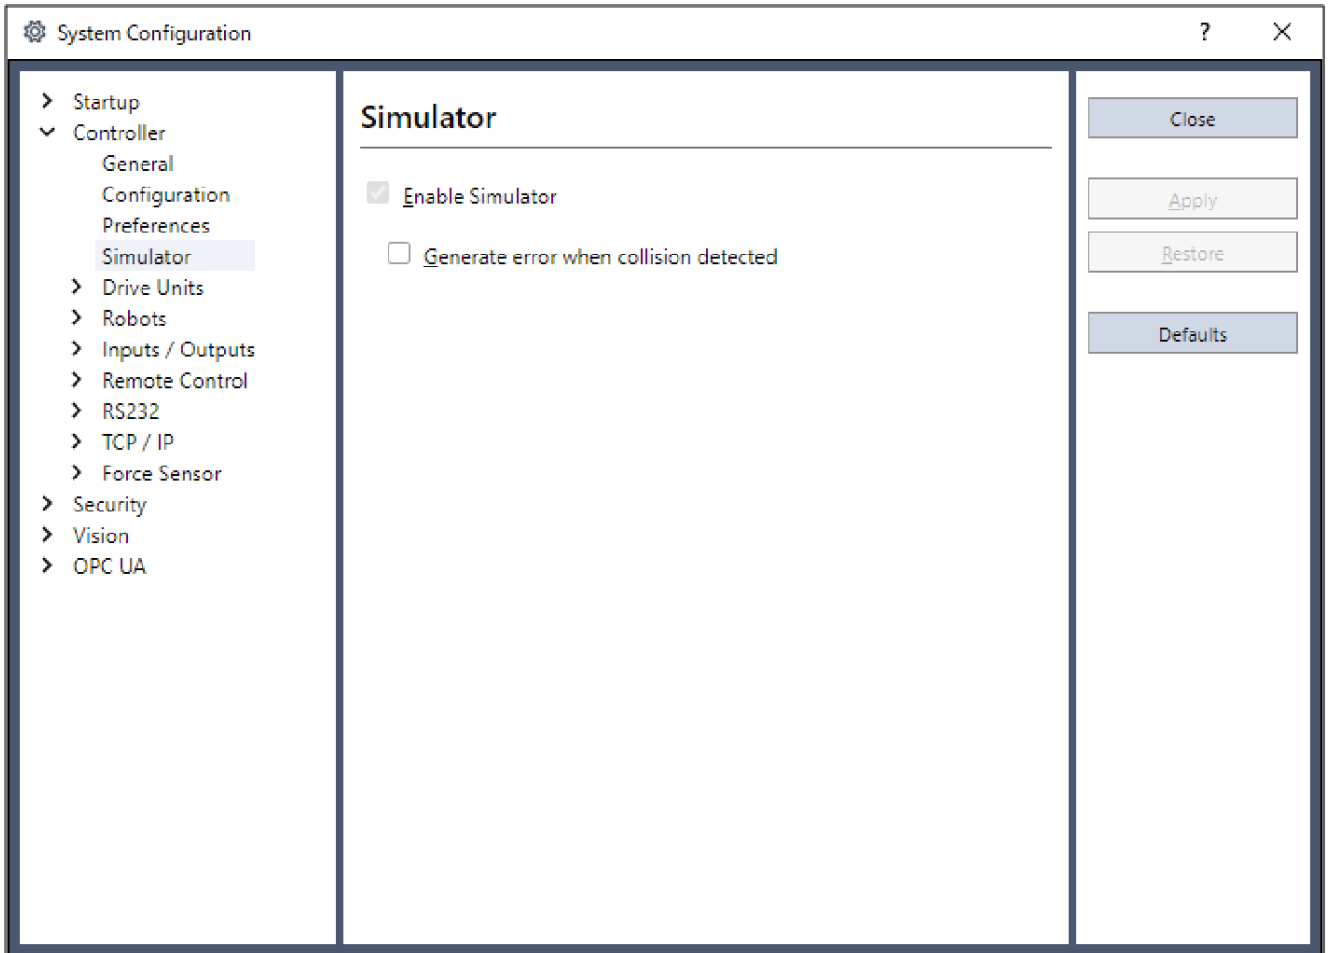 System Configuration
?
Startup
Controller
General
Configuration
Preferences
Simulator
Drive Units
Robots
Inputs / Outputs
Remote Control
RS232
TCP / IP
Force Sensor
Security
Vision
OPC UA
Simulator
Enable Simulator
Generate error when collision detected
Close
Apply
Restore
Defaults